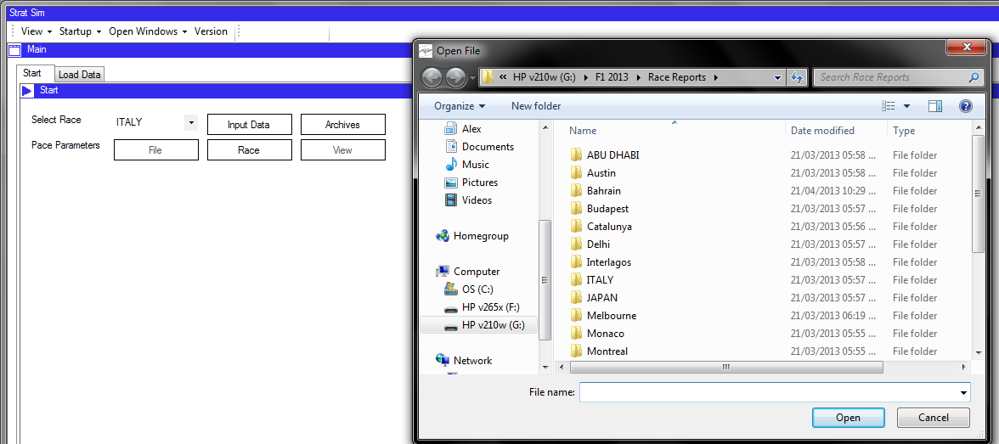 Strat Sim
View Startup Open Windows Version
Main
Start Load Data
Start
Select Race ITALY Input Data Archives
Pace Parameters File Race View
Open File
« HP v210w (G:) F1 2013 Race Reports Search Race Reports
Organize New folder
Alex
Documents
Music
Pictures
Videos
Homegroup
Computer
OS (C:)
HP v265x (F:)
HP v210w (G:)
Network
Name Date modified Type
ABU DHABI 21/03/2013 05:58 ... File folder
Austin 21/03/2013 05:58 ... File folder
Bahrain 21/04/2013 10:29 ... File folder
Budapest 21/03/2013 05:57 ... File folder
Catalunya 21/03/2013 05:56 ... File folder
Delhi 21/03/2013 05:57 ... File folder
Interlagos 21/03/2013 05:58 ... File folder
ITALY 21/03/2013 05:57 ... File folder
JAPAN 21/03/2013 05:57 ... File folder
Melbourne 21/03/2013 06:19 ... File folder
Monaco 21/03/2013 05:55 ... File folder
Montreal 21/03/2013 05:55 ... File folder
File name:
Open Cancel